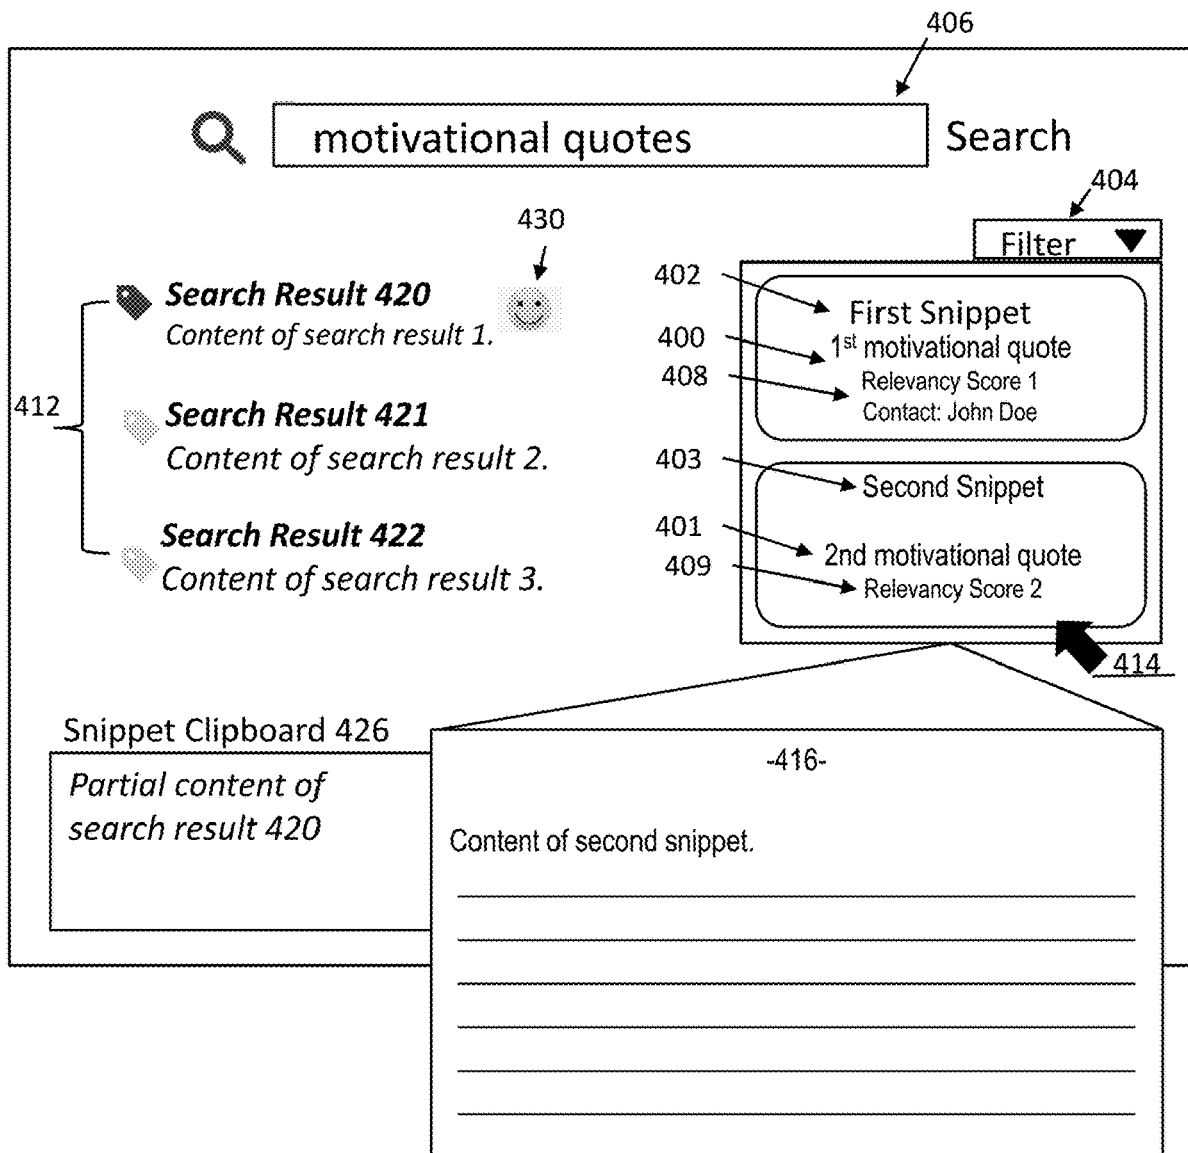 406
motivational quotes Search
404
Filter
430
402
Search Result 420
Content of search result 1.
First Snippet
400
1st motivational quote
408
Relevancy Score 1
Contact: John Doe
412
Search Result 421
Content of search result 2.
403
Second Snippet
401
2nd motivational quote
409
Relevancy Score 2
Search Result 422
Content of search result 3.
414
Snippet Clipboard 426
Partial content of
search result 420
-416-
Content of second snippet.